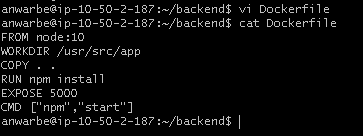 anwarbe@ip-10-50-2-187:~/backend$ vi Dockerfile
anwarbe@ip-10-50-2-187:~/backend$ cat Dockerfile
FROM node:10
WORKDIR /usr/src/app
COPY . .
RUN npm install
EXPOSE 5000
CMD ["npm","start"]
anwarbe@ip-10-50-2-187:~/backend$